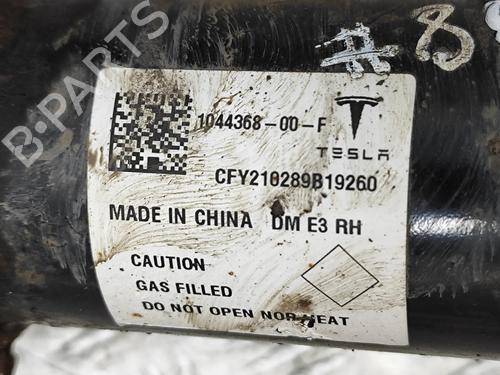 #8
1044368-00-F
TESLA
CFY210289B19260
MADE IN CHINA DM E3 RH
CAUTION
GAS FILLED
DO NOT OPEN NOR HEAT
B-PARTS